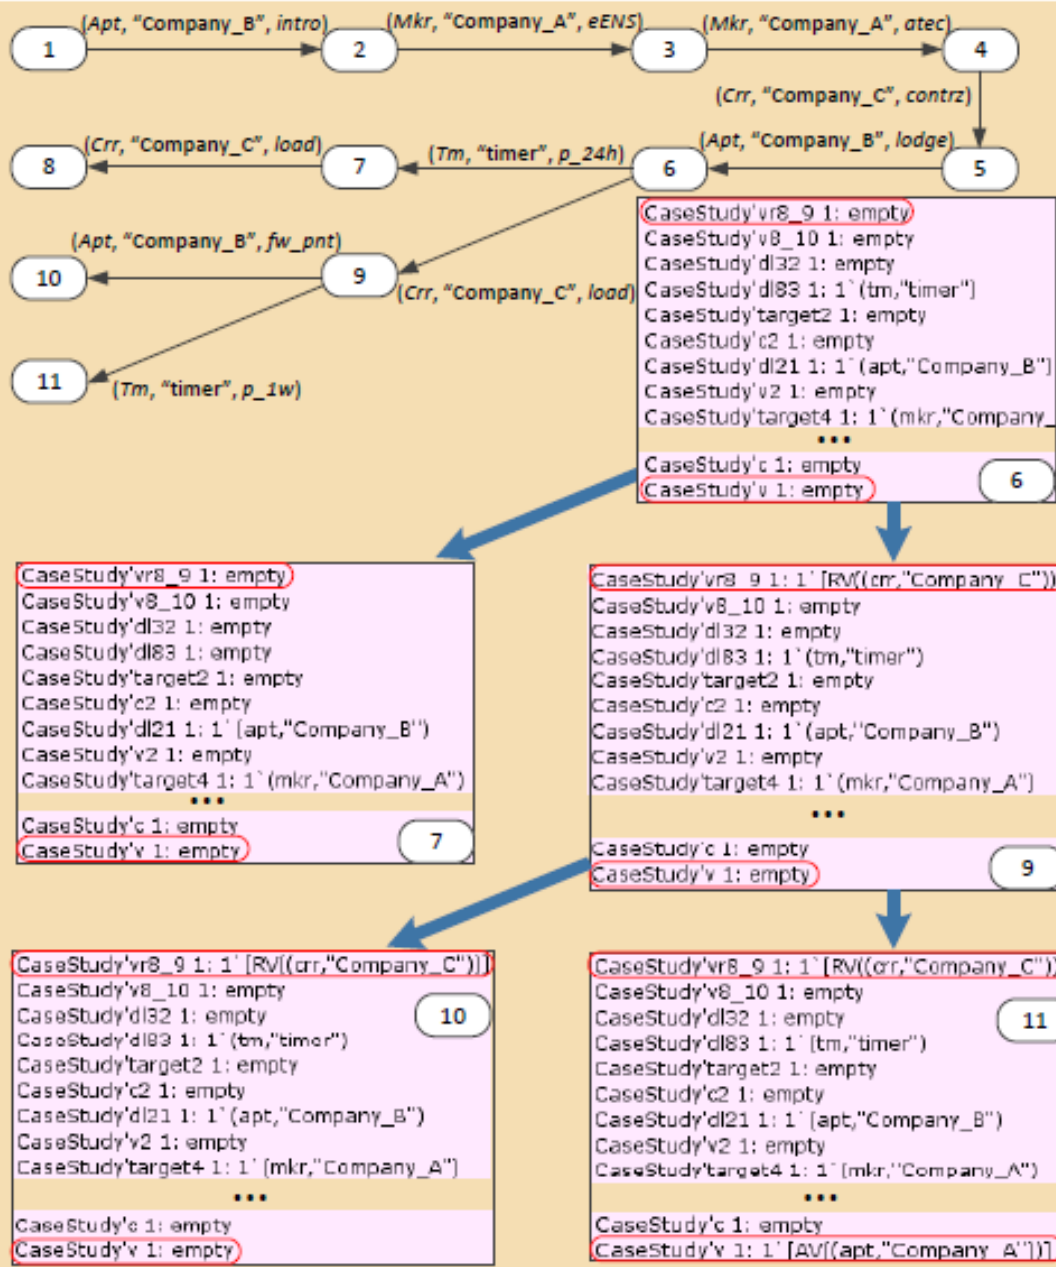 (Apt, “Company_B”, intro) (Mkr, “Company_A”, eENS) (Mkr, “Company_A”, atec)
1 2 3 4
(Crr, “Company_C”, contrz)
(Crr, “Company_C”, load) (Tm, “timer”, p_24h) (Apt, “Company_B”, lodge)
8 7 6 5
(Apt, “Company_B”, fw_pnt)
10 9
(Crr, “Company_C”, load)
11
(Tm, “timer”, p_1w)
CaseStudy'vr8_9 1: empty
CaseStudy'v8_10 1: empty
CaseStudy'dl32 1: empty
CaseStudy'dl83 1: 1`(tm,"timer")
CaseStudy'target2 1: empty
CaseStudy'c2 1: empty
CaseStudy'dl21 1: 1`(apt,"Company_B")
CaseStudy'v2 1: empty
CaseStudy'target4 1: 1`(mkr,"Company_
•••
CaseStudy'c 1: empty
CaseStudy'v 1: empty
6
CaseStudy'vr8_9 1: empty
CaseStudy'v8_10 1: empty
CaseStudy'dl32 1: empty
CaseStudy'dl83 1: empty
CaseStudy'target2 1: empty
CaseStudy'c2 1: empty
CaseStudy'dl21 1: 1`(apt,"Company_B")
CaseStudy'v2 1: empty
CaseStudy'target4 1: 1`(mkr,"Company_A")
•••
CaseStudy'c 1: empty
CaseStudy'v 1: empty
7
CaseStudy'vr8_9 1: 1`[RV((crr,"Company_C"))
CaseStudy'v8_10 1: empty
CaseStudy'dl32 1: empty
CaseStudy'dl83 1: 1`(tm,"timer")
CaseStudy'target2 1: empty
CaseStudy'c2 1: empty
CaseStudy'dl21 1: 1`(apt,"Company_B")
CaseStudy'v2 1: empty
CaseStudy'target4 1: 1`(mkr,"Company_A")
•••
CaseStudy'c 1: empty
CaseStudy'v 1: empty
9
CaseStudy'vr8_9 1: 1`[RV((crr,"Company_C"))]
CaseStudy'v8_10 1: empty
CaseStudy'dl32 1: empty
CaseStudy'dl83 1: 1`(tm,"timer")
CaseStudy'target2 1: empty
CaseStudy'c2 1: empty
CaseStudy'dl21 1: 1`(apt,"Company_B")
CaseStudy'v2 1: empty
CaseStudy'target4 1: 1`(mkr,"Company_A")
•••
CaseStudy'c 1: empty
CaseStudy'v 1: empty
10
CaseStudy'vr8_9 1: 1`[RV((crr,"Company_C"))
CaseStudy'v8_10 1: empty
CaseStudy'dl32 1: empty
CaseStudy'dl83 1: 1`(tm,"timer")
CaseStudy'target2 1: empty
CaseStudy'c2 1: empty
CaseStudy'dl21 1: 1`(apt,"Company_B")
CaseStudy'v2 1: empty
CaseStudy'target4 1: 1`(mkr,"Company_A")
•••
CaseStudy'c 1: empty
CaseStudy'v 1: 1`[AV((apt,"Company_A"))]
11